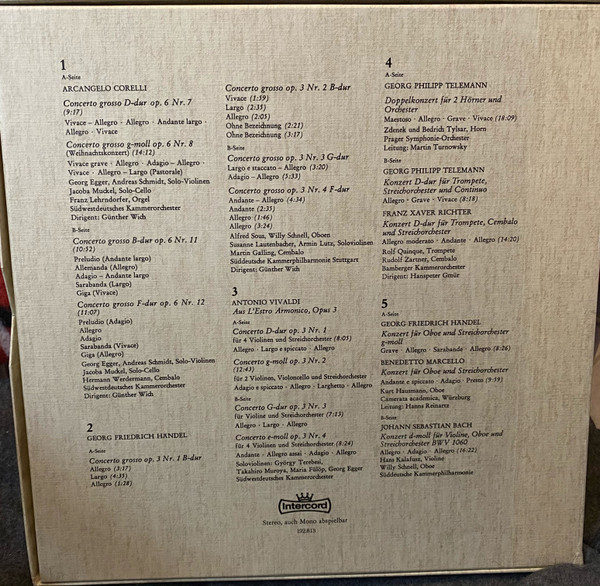 1
A-Seite
ARCANGELO CORELLI
Concerto grosso D-dur op. 6 Nr. 7
(9:17)
Vivace – Allegro · Allegro · Andante largo ·
Allegro · Vivace
Concerto grosso g-moll op. 6 Nr. 8
(Weihnachtskonzert) (14:12)
Vivace grave · Allegro · Adagio – Allegro ·
Vivace · Allegro – Largo (Pastorale)
Georg Egger, Andreas Schmidt, Solo-Violinen
Jacoba Muckel, Solo-Cello
Franz Lehrndorfer, Orgel
Südwestdeutsches Kammerorchester
Dirigent: Günther Wich
B-Seite
Concerto grosso B-dur op. 6 Nr. 11
(10:52)
Preludio (Andante largo)
Allemanda (Allegro)
Adagio – Andante largo
Sarabanda (Largo)
Giga (Vivace)
Concerto grosso F-dur op. 6 Nr. 12
(11:07)
Preludio (Adagio)
Allegro
Adagio
Sarabanda (Vivace)
Giga (Allegro)
Georg Egger, Andreas Schmidt, Solo-Violinen
Jacoba Muckel, Solo-Cello
Hermann Werdermann, Cembalo
Südwestdeutsches Kammerorchester
Dirigent: Günther Wich
2
GEORG FRIEDRICH HÄNDEL
A-Seite
Concerto grosso op. 3 Nr. 1 B-dur
Allegro (3:17)
Largo (4:35)
Allegro (1:28)
Concerto grosso op. 3 Nr. 2 B-dur
Vivace (1:59)
Largo (2:35)
Allegro (2:05)
Ohne Bezeichnung (2:21)
Ohne Bezeichnung (3:17)
B-Seite
Concerto grosso op. 3 Nr. 3 G-dur
Largo e staccato – Allegro (3:20)
Adagio – Allegro (5:33)
Concerto grosso op. 3 Nr. 4 F-dur
Andante – Allegro (4:34)
Andante (2:35)
Allegro (1:46)
Allegro (3:24)
Alfred Sous, Willy Schnell, Oboen
Susanne Lautenbacher, Armin Lutz, Soloviolinen
Martin Galling, Cembalo
Süddeutsche Kammerphilharmonie Stuttgart
Dirigent: Günther Wich
3
ANTONIO VIVALDI
Aus L'Estro Armonico, Opus 3
A-Seite
Concerto D-dur op. 3 Nr. 1
für 4 Violinen und Streichorchester (8:05)
Allegro · Largo e spiccato · Allegro
Concerto g-moll op. 3 Nr. 2
(12:43)
für 2 Violinen, Violoncello und Streichorchester
Adagio e spiccato · Allegro · Larghetto · Allegro
B-Seite
Concerto G-dur op. 3 Nr. 3
für Violine und Streichorchester (7:13)
Allegro · Largo · Allegro
Concerto e-moll op. 3 Nr. 4
für 4 Violinen und Streichorchester (8:24)
Andante · Allegro assai · Adagio · Allegro
Soloviolinen: György Terebesi,
Takahiro Muroya, Maria Fülöp, Georg Egger
Südwestdeutsches Kammerorchester
4
A-Seite
GEORG PHILIPP TELEMANN
Doppelkonzert für 2 Hörner und
Orchester
Maestoso · Allegro · Grave · Vivace (18:09)
Zdenek und Bedrich Tylsar, Horn
Prager Symphonie-Orchester
Leitung: Martin Turnowsky
B-Seite
GEORG PHILIPP TELEMANN
Konzert D-dur für Trompete,
Streichorchester und Continuo
Allegro · Grave · Vivace (8:18)
FRANZ XAVER RICHTER
Konzert D-dur für Trompete, Cembalo
und Streichorchester
Allegro moderato · Andante · Allegro (14:20)
Rolf Quinque, Trompete
Rudolf Zartner, Cembalo
Bamberger Kammerorchester
Dirigent: Hanspeter Gmür
5
A-Seite
GEORG FRIEDRICH HÄNDEL
Konzert für Oboe und Streichorchester
g-moll
Grave · Allegro · Sarabande · Allegro (8:26)
BENEDETTO MARCELLO
Konzert für Oboe und Streichorchester
Andante e spiccato · Adagio · Presto (9:59)
Kurt Hausmann, Oboe
Camerata academica, Würzburg
Leitung: Hanns Reinartz
B-Seite
JOHANN SEBASTIAN BACH
Konzert d-moll für Violine, Oboe und
Streichorchester BWV 1060
Allegro · Adagio · Allegro (16:22)
Hans Kalafusz, Violine
Willy Schnell, Oboe
Süddeutsche Kammerphilharmonie
Intercord
Stereo, auch Mono abspielbar
192.815